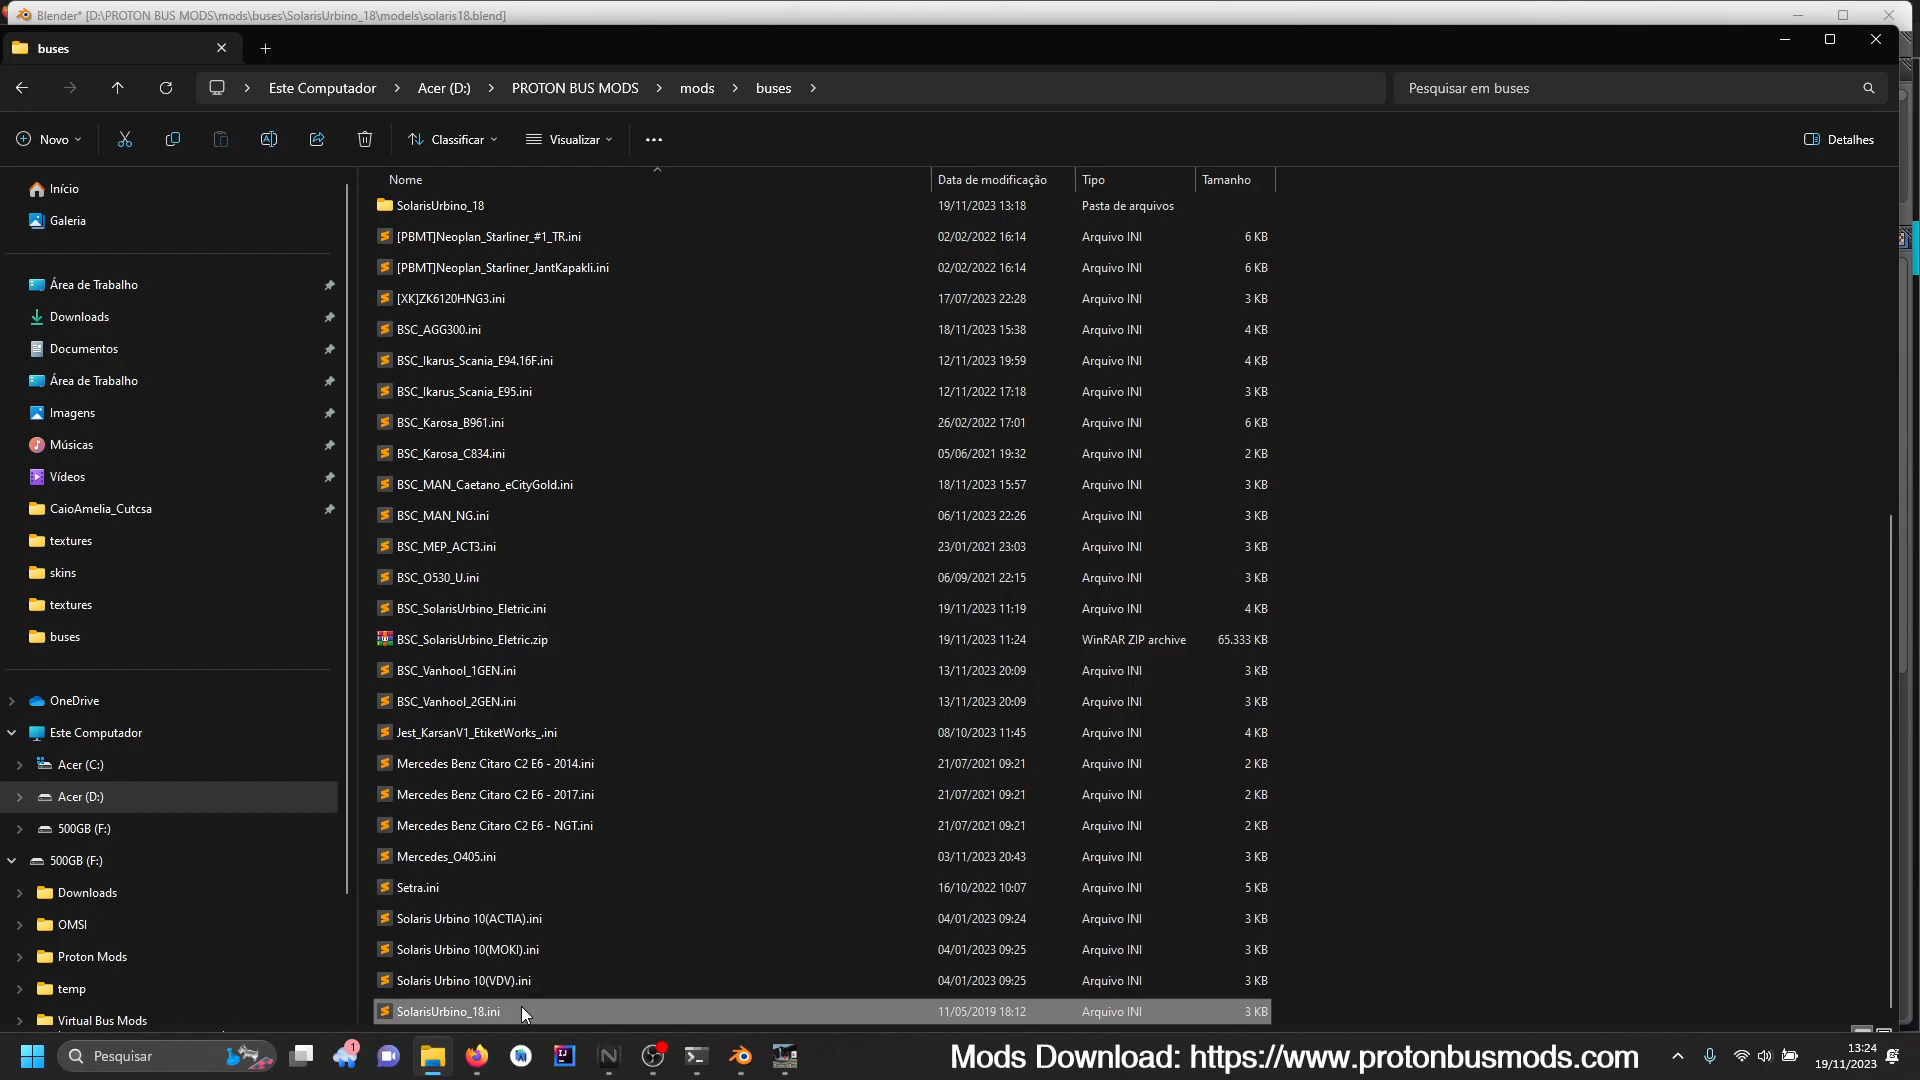 Blender* [D:\PROTON BUS MODS\mods\buses\SolarisUrbino_18\models\solaris18.blend]
buses
Este Computador > Acer (D:) > PROTON BUS MODS > mods > buses >
Pesquisar em buses
Novo
Classificar
Visualizar
Detalhes
Nome
Data de modificação
Tipo
Tamanho
Início
Galeria
Área de Trabalho
Downloads
Documentos
Área de Trabalho
Imagens
Músicas
Vídeos
CaioAmelia_Cutcsa
textures
skins
textures
buses
OneDrive
Este Computador
Acer (C:)
Acer (D:)
500GB (F:)
500GB (F:)
Downloads
OMSI
Proton Mods
temp
Virtual Bus Mods
SolarisUrbino_18 19/11/2023 13:18 Pasta de arquivos
[PBMT]Neoplan_Starliner_#1_TR.ini 02/02/2022 16:14 Arquivo INI 6 KB
[PBMT]Neoplan_Starliner_JantKapakli.ini 02/02/2022 16:14 Arquivo INI 6 KB
[XK]ZK6120HNG3.ini 17/07/2023 22:28 Arquivo INI 3 KB
BSC_AGG300.ini 18/11/2023 15:38 Arquivo INI 4 KB
BSC_Ikarus_Scania_E94.16F.ini 12/11/2023 19:59 Arquivo INI 4 KB
BSC_Ikarus_Scania_E95.ini 12/11/2022 17:18 Arquivo INI 3 KB
BSC_Karosa_B961.ini 26/02/2022 17:01 Arquivo INI 6 KB
BSC_Karosa_C834.ini 05/06/2021 19:32 Arquivo INI 2 KB
BSC_MAN_Caetano_eCityGold.ini 18/11/2023 15:57 Arquivo INI 3 KB
BSC_MAN_NG.ini 06/11/2023 22:26 Arquivo INI 3 KB
BSC_MEP_ACT3.ini 23/01/2021 23:03 Arquivo INI 3 KB
BSC_O530_U.ini 06/09/2021 22:15 Arquivo INI 3 KB
BSC_SolarisUrbino_Eletric.ini 19/11/2023 11:19 Arquivo INI 4 KB
BSC_SolarisUrbino_Eletric.zip 19/11/2023 11:24 WinRAR ZIP archive 65.333 KB
BSC_Vanhool_1GEN.ini 13/11/2023 20:09 Arquivo INI 3 KB
BSC_Vanhool_2GEN.ini 13/11/2023 20:09 Arquivo INI 3 KB
Jest_KarsanV1_EtiketWorks_.ini 08/10/2023 11:45 Arquivo INI 4 KB
Mercedes Benz Citaro C2 E6 - 2014.ini 21/07/2021 09:21 Arquivo INI 2 KB
Mercedes Benz Citaro C2 E6 - 2017.ini 21/07/2021 09:21 Arquivo INI 2 KB
Mercedes Benz Citaro C2 E6 - NGT.ini 21/07/2021 09:21 Arquivo INI 2 KB
Mercedes_O405.ini 03/11/2023 20:43 Arquivo INI 3 KB
Setra.ini 16/10/2022 10:07 Arquivo INI 5 KB
Solaris Urbino 10(ACTIA).ini 04/01/2023 09:24 Arquivo INI 3 KB
Solaris Urbino 10(MOKI).ini 04/01/2023 09:25 Arquivo INI 3 KB
Solaris Urbino 10(VDV).ini 04/01/2023 09:25 Arquivo INI 3 KB
SolarisUrbino_18.ini 11/05/2019 18:12 Arquivo INI 3 KB
Pesquisar
1
Mods Download: https://www.protonbusmods.com
13:24
19/11/2023